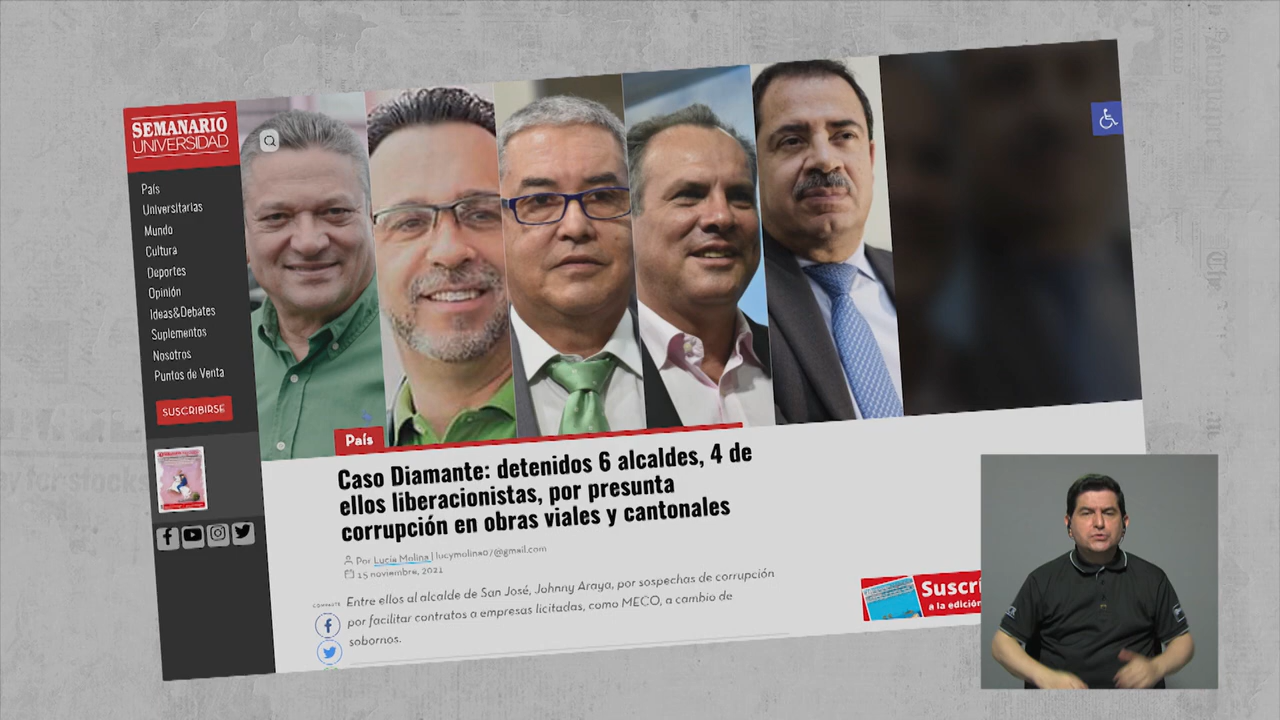 SEMANARIO
UNIVERSIDAD
País
Universitarias
Mundo
Cultura
Deportes
Opinión
Ideas&Debates
Suplementos
Nosotros
Puntos de Venta
SUSCRIBIRSE
País
Caso Diamante: detenidos 6 alcaldes, 4 de
ellos liberacionistas, por presunta
corrupción en obras viales y cantonales
Por Lucía Molina | lucymolina07@gmail.com
15 noviembre, 2021
Entre ellos al alcalde de San José, Johnny Araya, por sospechas de corrupción
por facilitar contratos a empresas licitadas, como MECO, a cambio de
sobornos.
Suscri
a la edición